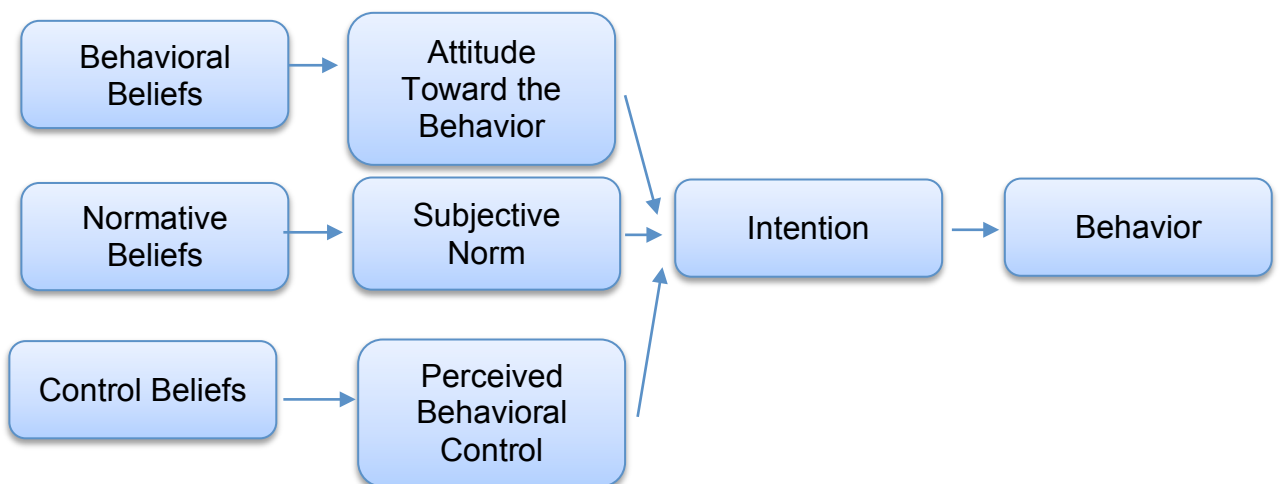 Behavioral
Beliefs
Attitude
Toward the
Behavior
Normative
Beliefs
Subjective
Norm
Intention
Behavior
Control Beliefs
Perceived
Behavioral
Control